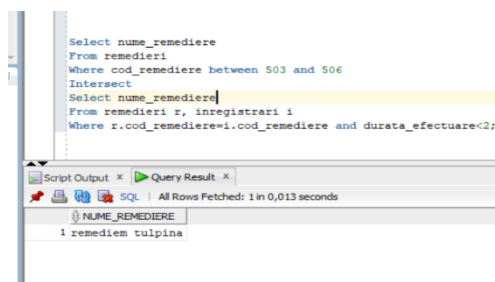 Select nume_remediere
From remedieri
Where cod_remediere between 503 and 506
Intersect
Select nume_remediere
From remedieri r, inregistrari i
Where r.cod_remediere=i.cod_remediere and durata_efectuare<2;
Script Output × Query Result ×
SQL | All Rows Fetched: 1 in 0,013 seconds
NUME_REMEDIERE
1 remediem tulpina